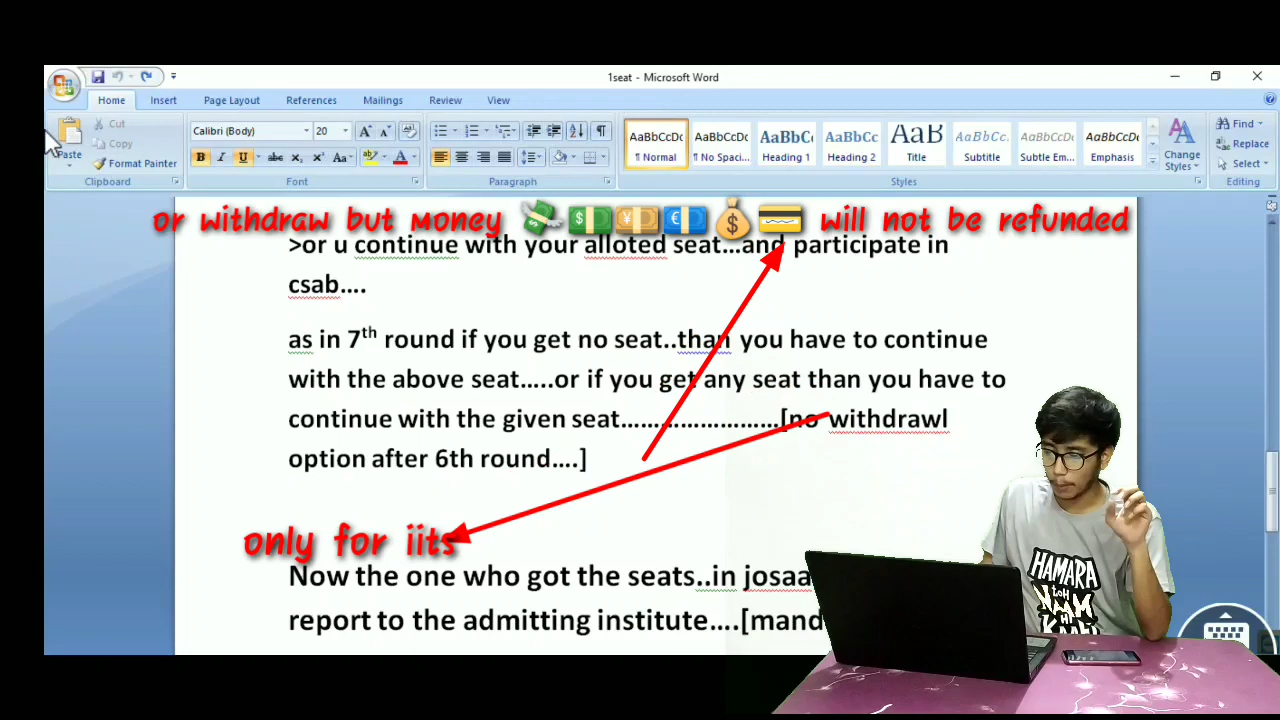 1seat - Microsoft Word
Home Insert Page Layout References Mailings Review View
Cut
Copy
Paste
Format Painter
Clipboard
Calibri (Body) 20
B I U abc X₂ X² Aa
Font
Paragraph
AaBbCcDc AaBbCcDc AaBbC AaBbCc AaB AaBbCc. AaBbCcDc AaBbCcDc
¶ Normal ¶ No Spaci... Heading 1 Heading 2 Title Subtitle Subtle Em... Emphasis
Styles
Change Styles
Find
Replace
Select
Editing
or withdraw but money 💸💵💴💶💰💳 will not be refunded
>or u continue with your alloted seat...and participate in
csab....
as in 7th round if you get no seat..than you have to continue
with the above seat.....or if you get any seat than you have to
continue with the given seat.......................[no withdrawl
option after 6th round....]
only for iits
Now the one who got the seats..in josaa
report to the admitting institute....[mand
HAMARA
TOH
NAAM